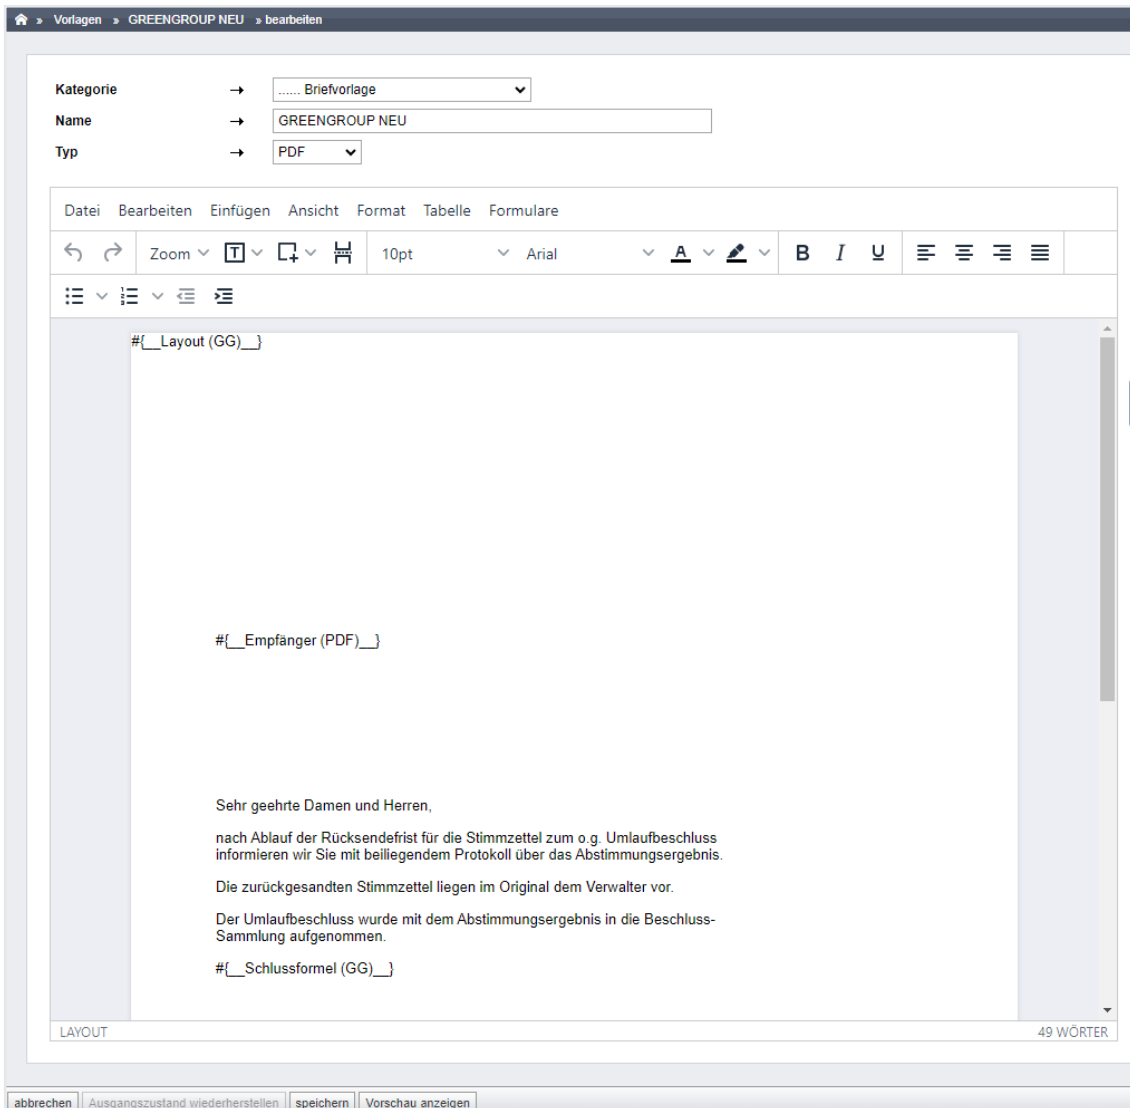 » Vorlagen » GREENGROUP NEU » bearbeiten
Kategorie → ...... Briefvorlage
Name → GREENGROUP NEU
Typ → PDF
Datei Bearbeiten Einfügen Ansicht Format Tabelle Formulare
Zoom 10pt Arial
#{__Layout (GG)__}
#{__Empfänger (PDF)__}
Sehr geehrte Damen und Herren,
nach Ablauf der Rücksendefrist für die Stimmzettel zum o.g. Umlaufbeschluss
informieren wir Sie mit beiliegendem Protokoll über das Abstimmungsergebnis.
Die zurückgesandten Stimmzettel liegen im Original dem Verwalter vor.
Der Umlaufbeschluss wurde mit dem Abstimmungsergebnis in die Beschluss-
Sammlung aufgenommen.
#{__Schlussformel (GG)__}
LAYOUT 49 WÖRTER
abbrechen Ausgangszustand wiederherstellen speichern Vorschau anzeigen